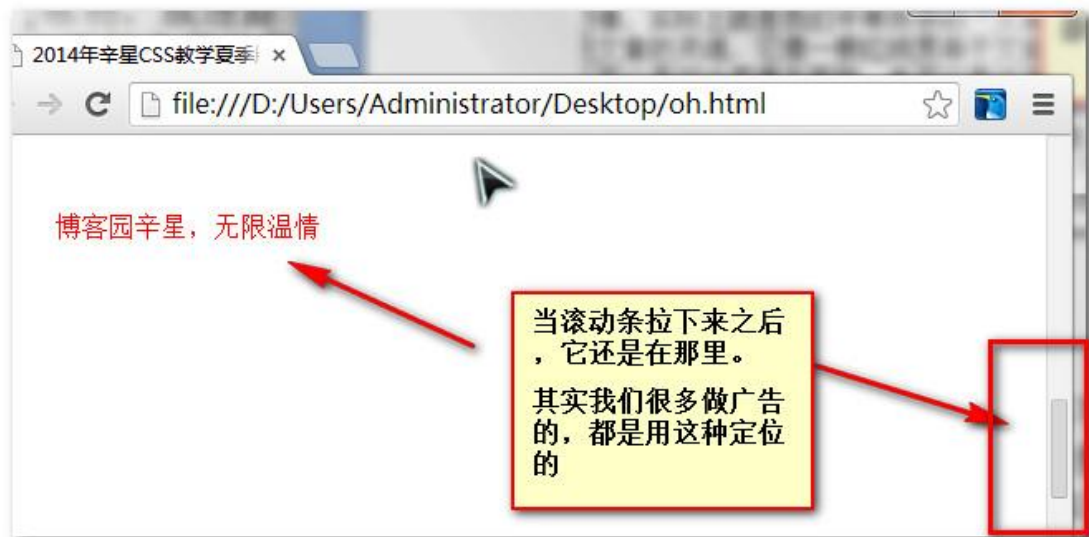 2014年辛星CSS教学夏季
file:///D:/Users/Administrator/Desktop/oh.html
博客园辛星，无限温情
当滚动条拉下来之后
，它还是在那里。
其实我们很多做广告
的，都是用这种定位
的